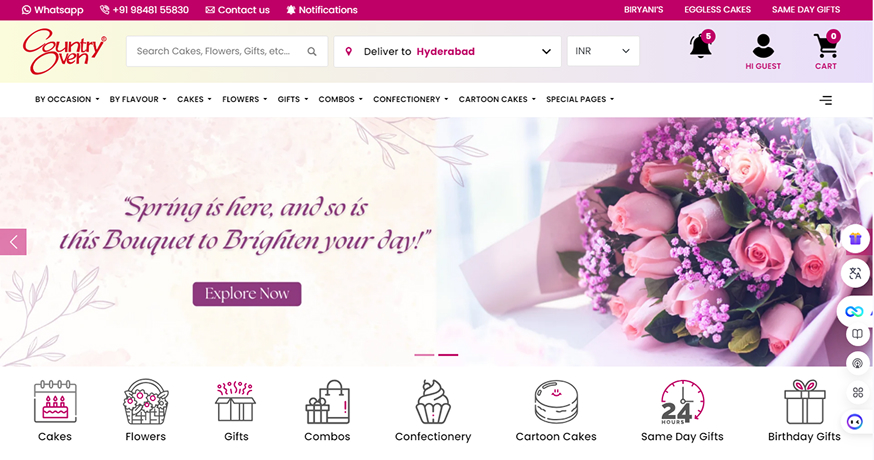 Whatsapp +91 98481 55830 Contact us Notifications BIRYANI'S EGGLESS CAKES SAME DAY GIFTS
Country Oven
Search Cakes, Flowers, Gifts, etc... Deliver to Hyderabad INR 5 0
HI GUEST CART
BY OCCASION BY FLAVOUR CAKES FLOWERS GIFTS COMBOS CONFECTIONERY CARTOON CAKES SPECIAL PAGES
"Spring is here, and so is
this Bouquet to Brighten your day!"
Explore Now
24
HOURS
Cakes Flowers Gifts Combos Confectionery Cartoon Cakes Same Day Gifts Birthday Gifts